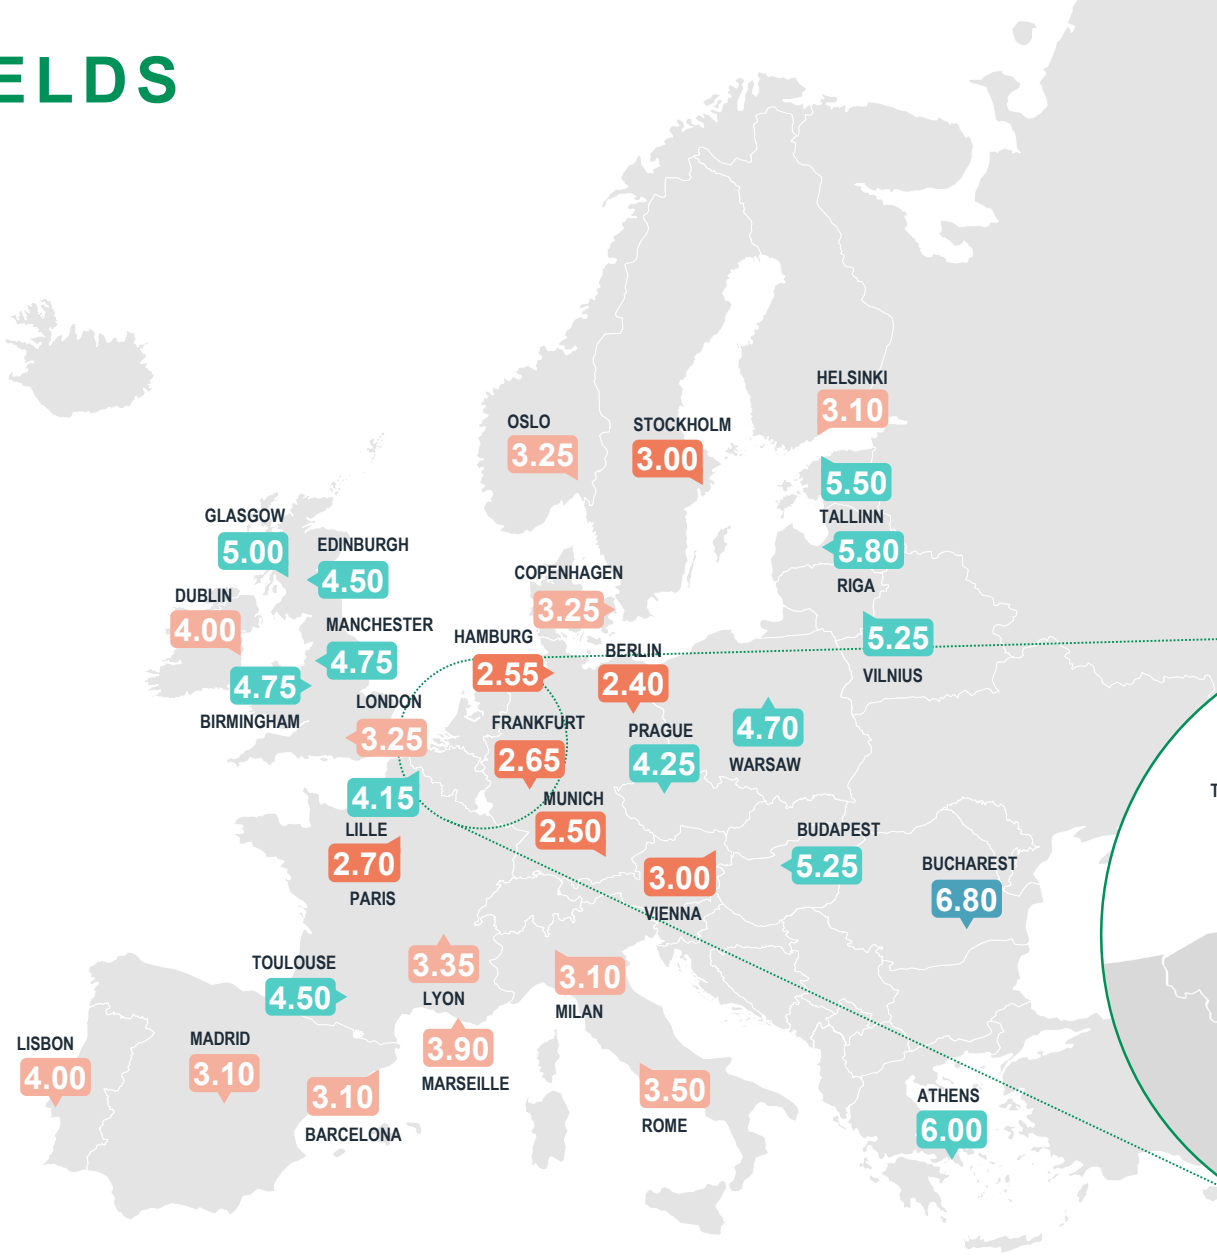 ELDS
HELSINKI
3.10
OSLO
3.25
STOCKHOLM
3.00
5.50
TALLINN
GLASGOW
5.00
EDINBURGH
4.50
5.80
RIGA
COPENHAGEN
3.25
DUBLIN
4.00
MANCHESTER
4.75
HAMBURG
2.55
BERLIN
2.40
5.25
VILNIUS
4.75
BIRMINGHAM
LONDON
3.25
FRANKFURT
2.65
PRAGUE
4.25
4.70
WARSAW
4.15
LILLE
MUNICH
2.50
T
2.70
PARIS
3.00
VIENNA
BUDAPEST
5.25
BUCHAREST
6.80
TOULOUSE
4.50
3.35
LYON
3.10
MILAN
LISBON
4.00
MADRID
3.10
3.90
MARSEILLE
3.10
BARCELONA
3.50
ROME
ATHENS
6.00